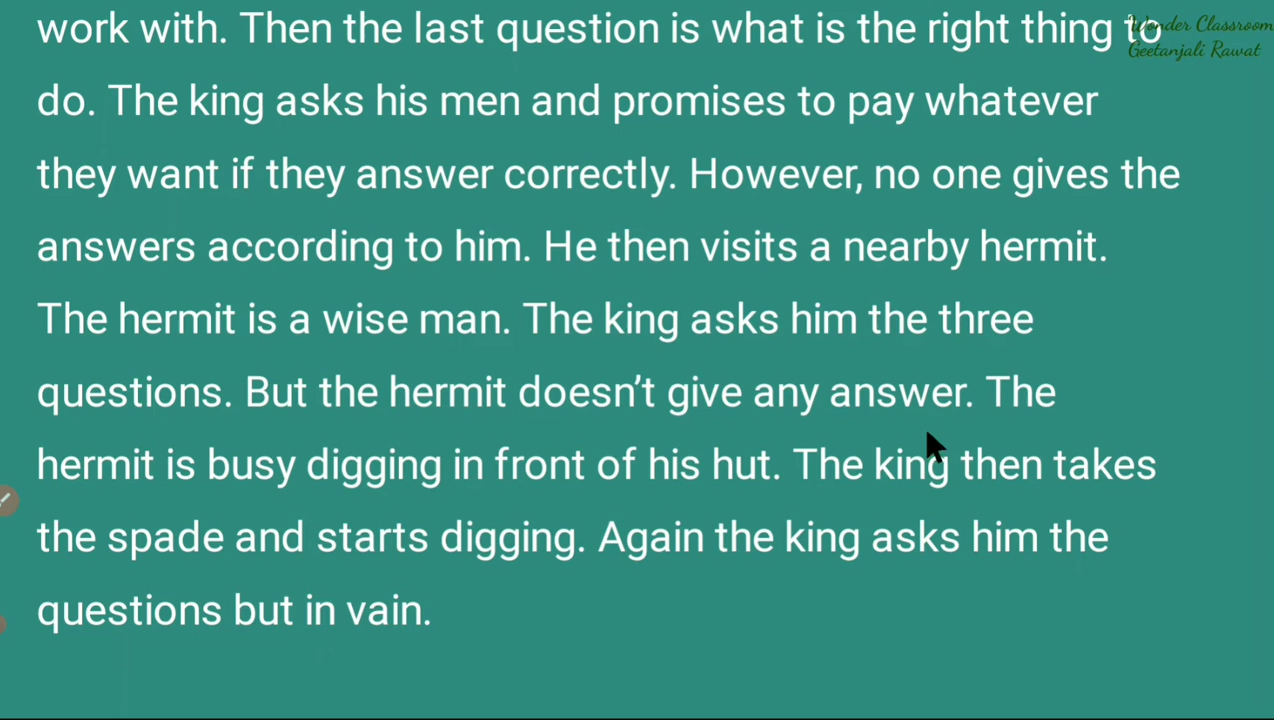 work with. Then the last question is what is the right thing to
Wonder Classroom
Geetanjali Rawat
do. The king asks his men and promises to pay whatever
they want if they answer correctly. However, no one gives the
answers according to him. He then visits a nearby hermit.
The hermit is a wise man. The king asks him the three
questions. But the hermit doesn’t give any answer. The
hermit is busy digging in front of his hut. The king then takes
the spade and starts digging. Again the king asks him the
questions but in vain.